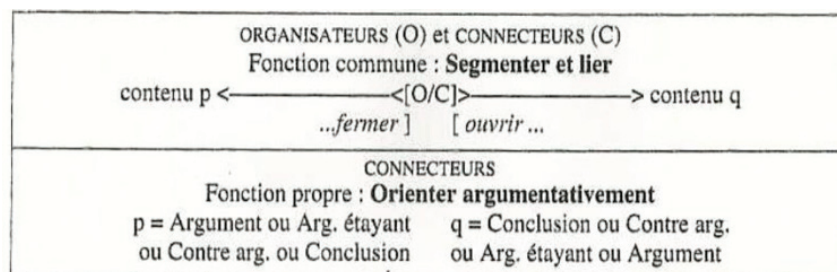 ORGANISATEURS (O) et CONNECTEURS (C)
Fonction commune : Segmenter et lier
contenu p <—————————<[O/C]>—————————> contenu q
...fermer ] [ ouvrir ...
CONNECTEURS
Fonction propre : Orienter argumentativement
p = Argument ou Arg. étayant q = Conclusion ou Contre arg.
ou Contre arg. ou Conclusion ou Arg. étayant ou Argument